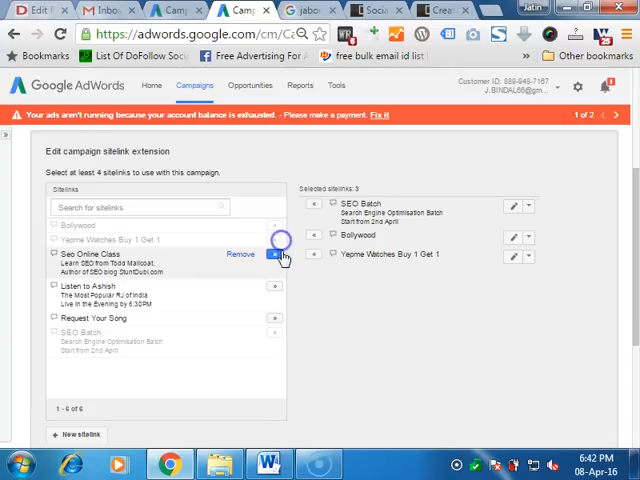 Edit P
Inbox
Camp
Camp
jabon
Socia
Creat
Jatin
https://adwords.google.com/cm/Ca
Bookmarks
List Of DoFollow Soci
Free Advertising For
free bulk email id list
Other bookmarks
Google AdWords
Home
Campaigns
Opportunities
Reports
Tools
Customer ID: 889-948-7167
J.BINDAL66@gm...
Your ads aren't running because your account balance is exhausted. - Please make a payment. Fix it
1 of 2
Edit campaign sitelink extension
Select at least 4 sitelinks to use with this campaign.
Sitelinks
Search for sitelinks
Bollywood
Yepme Watches Buy 1 Get 1
Seo Online Class
Remove
Learn SEO from Todd Mailcoat,
Author of SEO blog StuntDubl.com
Listen to Ashish
The Most Popular RJ of India
Live in the Evening by 6:30PM
Request Your Song
SEO Batch
Search Engine Optimisation Batch
Start from 2nd April
1 - 6 of 6
+ New sitelink
Selected sitelinks: 3
SEO Batch
Search Engine Optimisation Batch
Start from 2nd April
Bollywood
Yepme Watches Buy 1 Get 1
6:42 PM
08-Apr-16